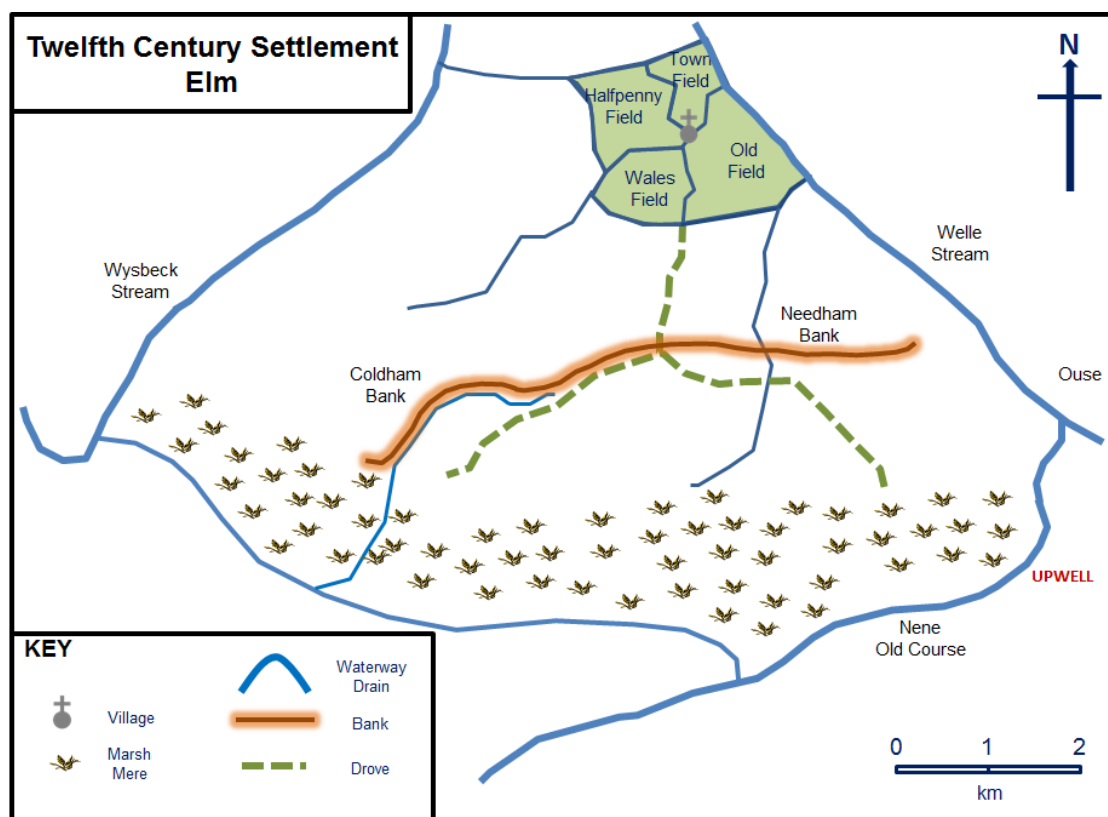 Twelfth Century Settlement
Elm
Town
Field
Halfpenny
Field
Old
Field
Wales
Field
N
Welle
Stream
Wysbeck
Stream
Needham
Bank
Coldham
Bank
Ouse
UPWELL
Nene
Old Course
KEY
Village
Marsh
Mere
Waterway
Drain
Bank
Drove
0 1 2
km